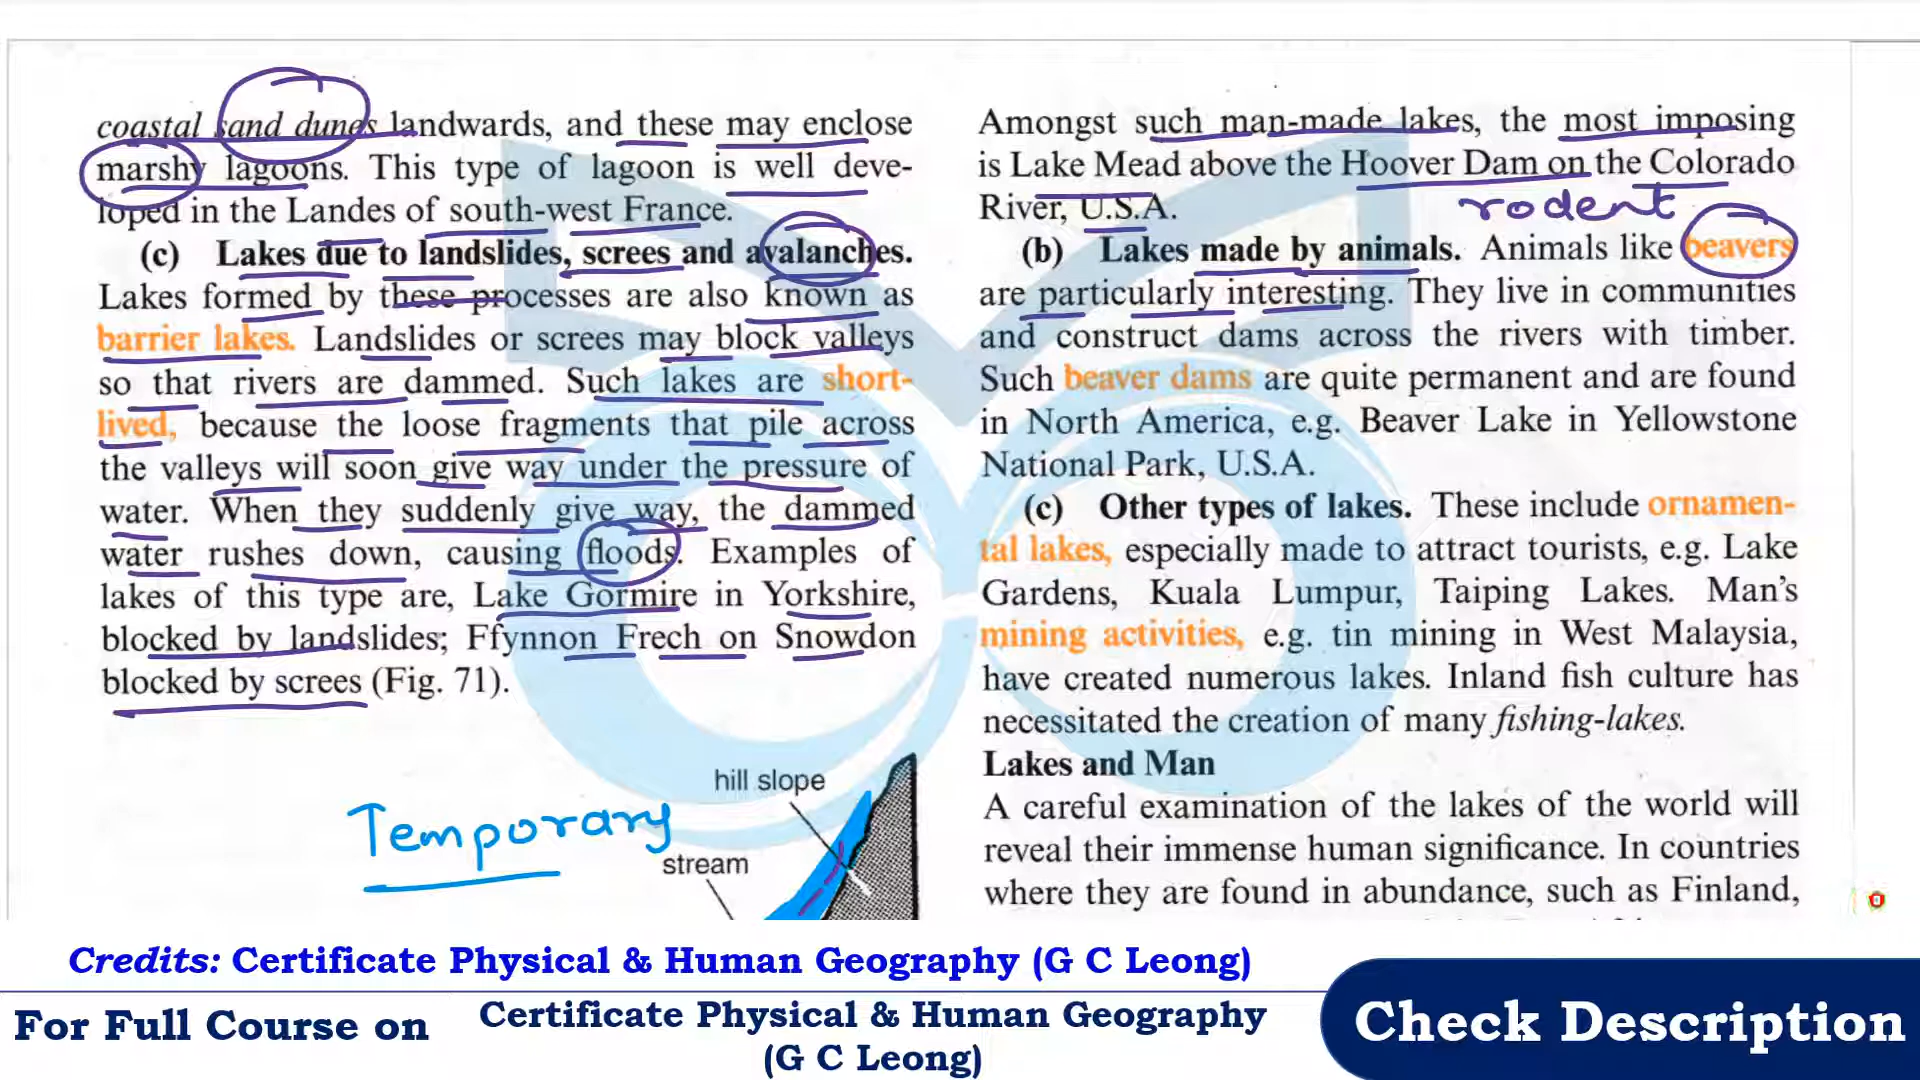 coastal sand dunes landwards, and these may enclose
marshy lagoons. This type of lagoon is well deve-
loped in the Landes of south-west France.
(c) Lakes due to landslides, screes and avalanches.
Lakes formed by these processes are also known as
barrier lakes. Landslides or screes may block valleys
so that rivers are dammed. Such lakes are short-
lived, because the loose fragments that pile across
the valleys will soon give way under the pressure of
water. When they suddenly give way, the dammed
water rushes down, causing floods. Examples of
lakes of this type are, Lake Gormire in Yorkshire,
blocked by landslides; Ffynnon Frech on Snowdon
blocked by screes (Fig. 71).
hill slope
Temporary
stream
Amongst such man-made lakes, the most imposing
is Lake Mead above the Hoover Dam on the Colorado
River, U.S.A.
rodent
(b) Lakes made by animals. Animals like beavers
are particularly interesting. They live in communities
and construct dams across the rivers with timber.
Such beaver dams are quite permanent and are found
in North America, e.g. Beaver Lake in Yellowstone
National Park, U.S.A.
(c) Other types of lakes. These include ornamen-
tal lakes, especially made to attract tourists, e.g. Lake
Gardens, Kuala Lumpur, Taiping Lakes. Man's
mining activities, e.g. tin mining in West Malaysia,
have created numerous lakes. Inland fish culture has
necessitated the creation of many fishing-lakes.
Lakes and Man
A careful examination of the lakes of the world will
reveal their immense human significance. In countries
where they are found in abundance, such as Finland,
Credits: Certificate Physical & Human Geography (G C Leong)
For Full Course on
Certificate Physical & Human Geography
(G C Leong)
Check Description